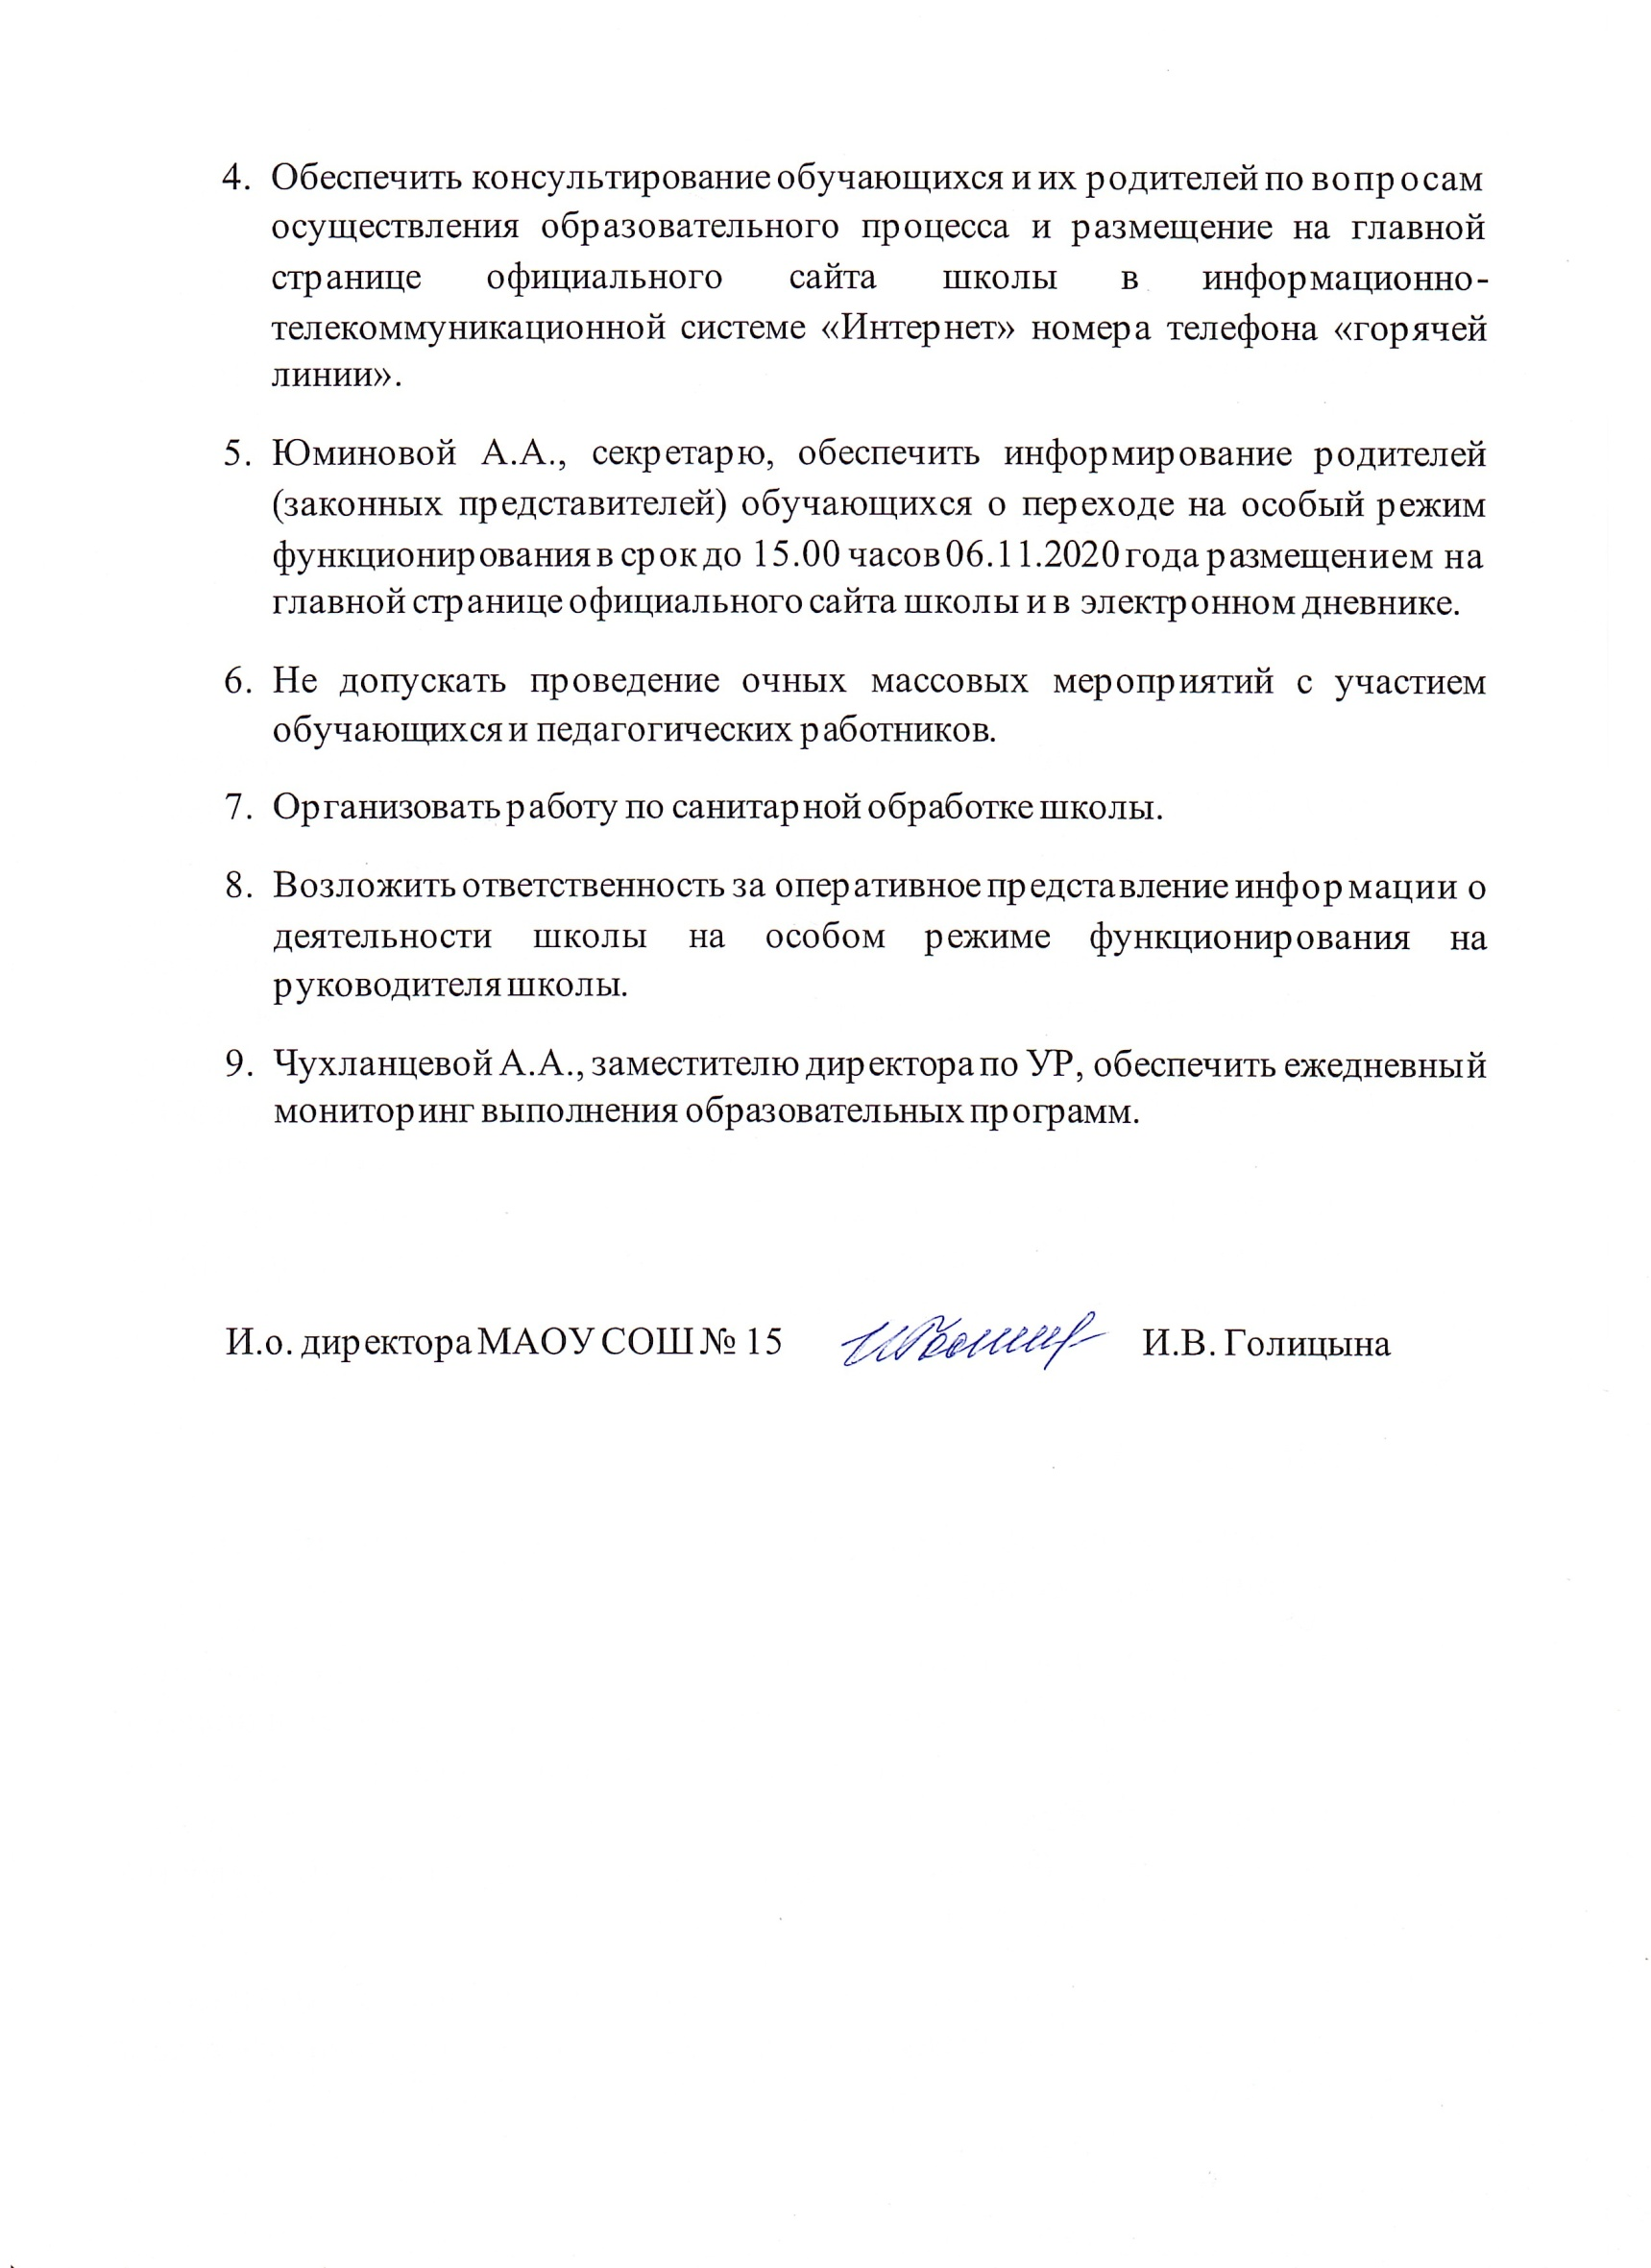 4. Обеспечить консультирование обучающихся и их родителей по вопросам
осуществления образовательного процесса и размещение на главной
странице официального сайта школы в информационно-
телекоммуникационной системе «Интернет» номера телефона «горячей
линии».
5. Юминовой А.А., секретарю, обеспечить информирование родителей
(законных представителей) обучающихся о переходе на особый режим
функционирования в срок до 15.00 часов 06.11.2020 года размещением на
главной странице официального сайта школы и в электронном дневнике.
6. Не допускать проведение очных массовых мероприятий с участием
обучающихся и педагогических работников.
7. Организовать работу по санитарной обработке школы.
8. Возложить ответственность за оперативное представление информации о
деятельности школы на особом режиме функционирования на
руководителя школы.
9. Чухланцевой А.А., заместителю директора по УР, обеспечить ежедневный
мониторинг выполнения образовательных программ.
И.о. директора МАОУ СОШ № 15 И.В. Голицына